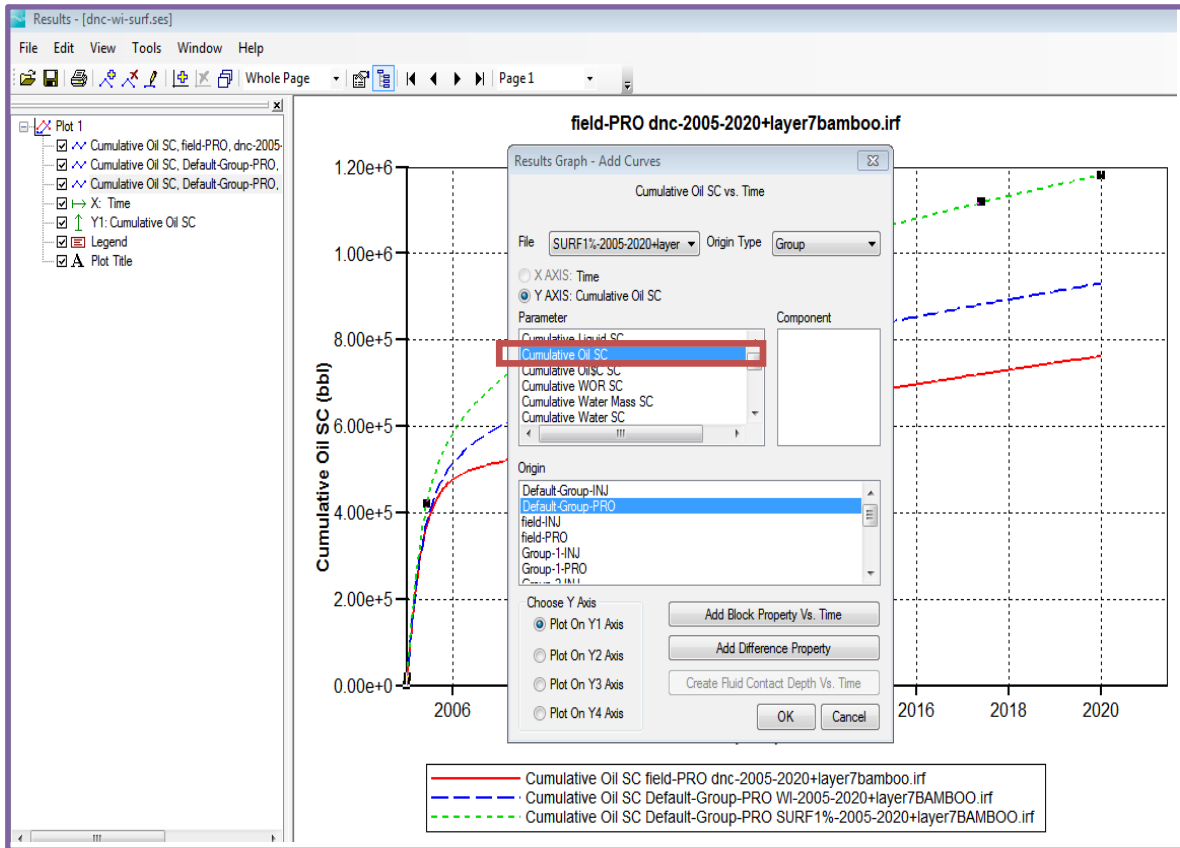 Results - [dnc-wi-surf.ses]
File Edit View Tools Window Help
Whole Page
Page 1
Plot 1
Cumulative Oil SC, field-PRO, dnc-2005-
Cumulative Oil SC, Default-Group-PRO,
Cumulative Oil SC, Default-Group-PRO,
X: Time
Y1: Cumulative Oil SC
Legend
A Plot Title
field-PRO dnc-2005-2020+layer7bamboo.irf
Cumulative Oil SC (bbl)
1.20e+6
1.00e+6
8.00e+5
6.00e+5
4.00e+5
2.00e+5
0.00e+0
2006
2016
2018
2020
Results Graph - Add Curves
Cumulative Oil SC vs. Time
File SURF1%-2005-2020+layer Origin Type Group
X AXIS: Time
Y AXIS: Cumulative Oil SC
Parameter Component
Cumulative Liquid SC
Cumulative Oil SC
Cumulative Oil$C SC
Cumulative WOR SC
Cumulative Water Mass SC
Cumulative Water SC
Origin
Default-Group-INJ
Default-Group-PRO
field-INJ
field-PRO
Group-1-INJ
Group-1-PRO
Group-2-INJ
Choose Y Axis
Plot On Y1 Axis
Plot On Y2 Axis
Plot On Y3 Axis
Plot On Y4 Axis
Add Block Property Vs. Time
Add Difference Property
Create Fluid Contact Depth Vs. Time
OK Cancel
Cumulative Oil SC field-PRO dnc-2005-2020+layer7bamboo.irf
Cumulative Oil SC Default-Group-PRO WI-2005-2020+layer7BAMBOO.irf
Cumulative Oil SC Default-Group-PRO SURF1%-2005-2020+layer7BAMBOO.irf